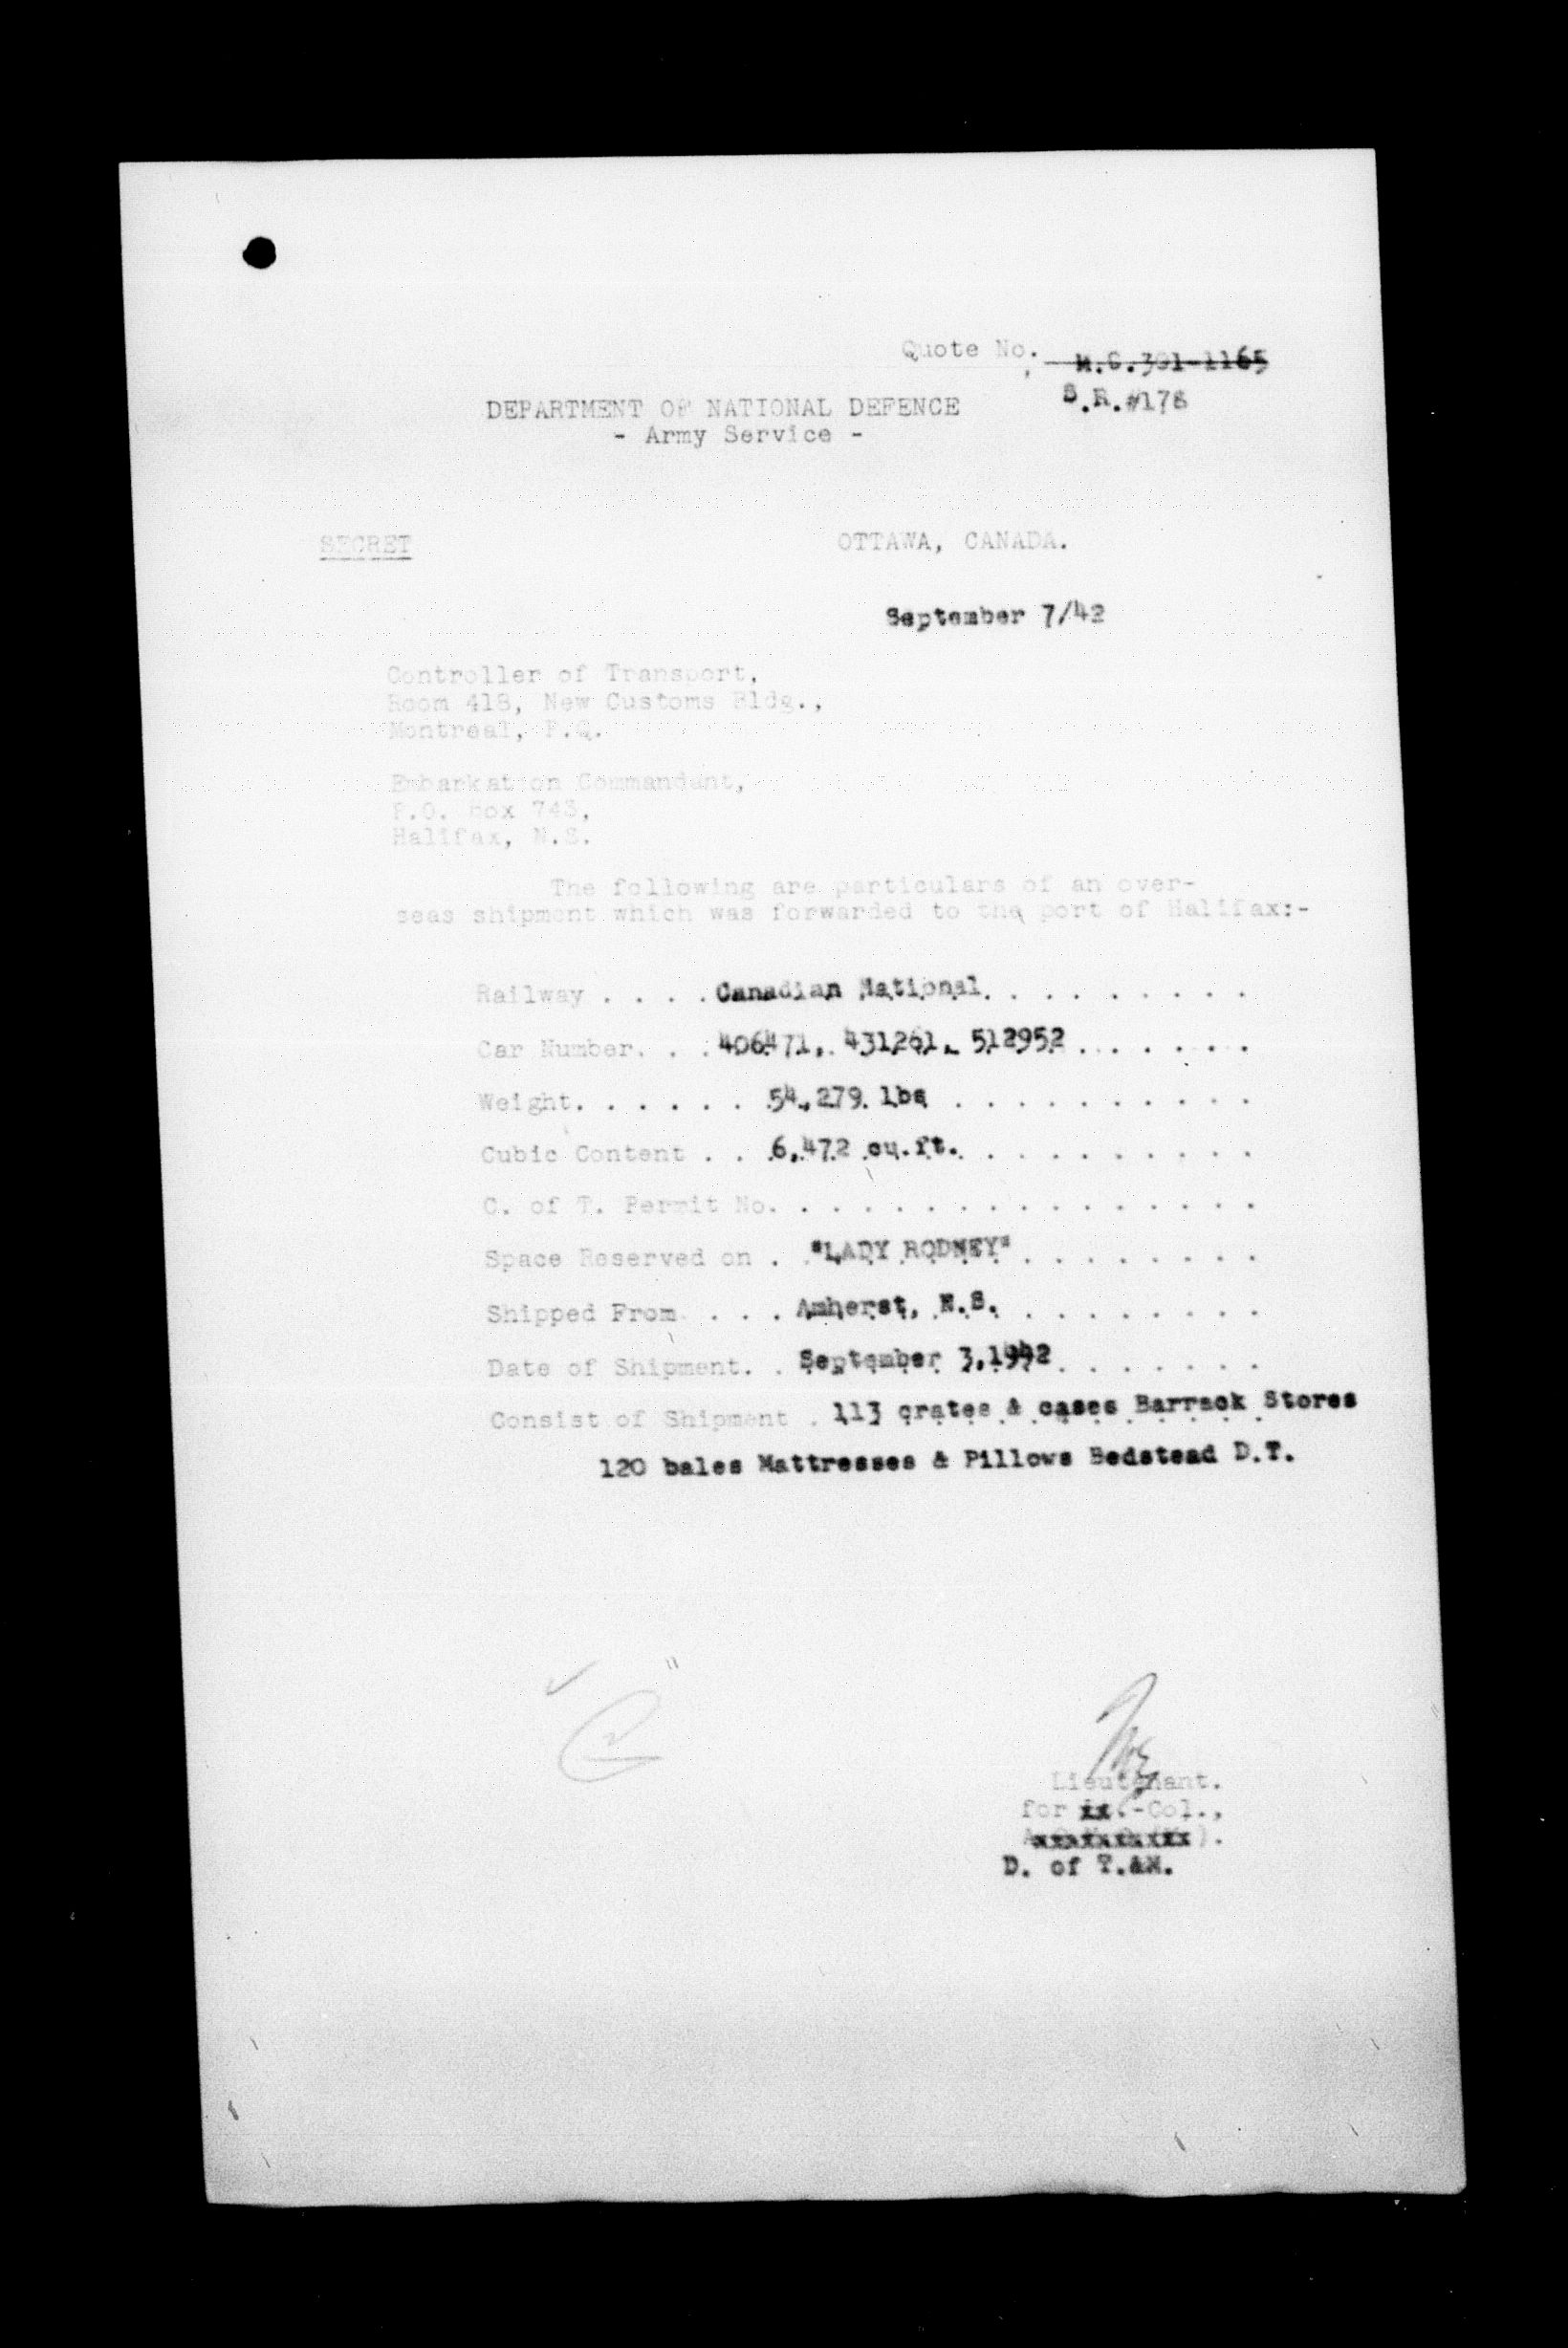 Quote No. M.C.301-1165
S.R.#178
DEPARTMENT OF NATIONAL DEFENCE
- Army Service -
SECRET
OTTAWA, CANADA.
September 7/42
Controller of Transport,
Room 418, New Customs Bldg.,
Montreal, P.Q.
Embarkation Commandant,
P.O. box 743,
Halifax, N.S.
The following are particulars of an over-
seas shipment which was forwarded to the port of Halifax:-
Railway . . . . Canadian National. . . . . . . . .
Car Number. . . 406471, 431261, 512952 . . . . . .
Weight. . . . . . 54,279 lbs . . . . . . . . . .
Cubic Content . . 6,472 cu.ft. . . . . . . . . .
C. of T. Permit No. . . . . . . . . . . . . . . .
Space Reserved on . "LADY RODNEY" . . . . . . . .
Shipped From. . . . Amherst, N.S. . . . . . . . .
Date of Shipment. . September 3,1942 . . . . . . .
Consist of Shipment . 113 crates & cases Barrack Stores
120 bales Mattresses & Pillows Bedstead D.T.
Lieutenant.
for -Col.,
D. of T.&M.